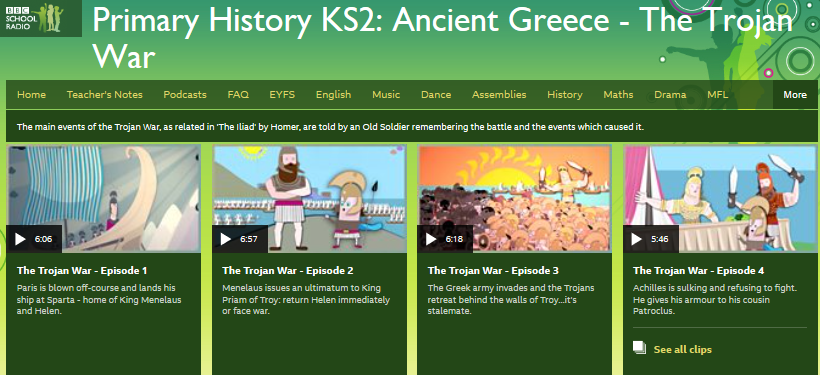 BBC
SCHOOL
RADIO
Primary History KS2: Ancient Greece - The Trojan
War
Home Teacher's Notes Podcasts FAQ EYFS English Music Dance Assemblies History Maths Drama MFL More
The main events of the Trojan War, as related in 'The Iliad' by Homer, are told by an Old Soldier remembering the battle and the events which caused it.
6:06
The Trojan War - Episode 1
Paris is blown off-course and lands his
ship at Sparta - home of King Menelaus
and Helen.
6:57
The Trojan War - Episode 2
Menelaus issues an ultimatum to King
Priam of Troy: return Helen immediately
or face war.
6:18
The Trojan War - Episode 3
The Greek army invades and the Trojans
retreat behind the walls of Troy...it's
stalemate.
5:46
The Trojan War - Episode 4
Achilles is sulking and refusing to fight.
He gives his armour to his cousin
Patroclus.
See all clips